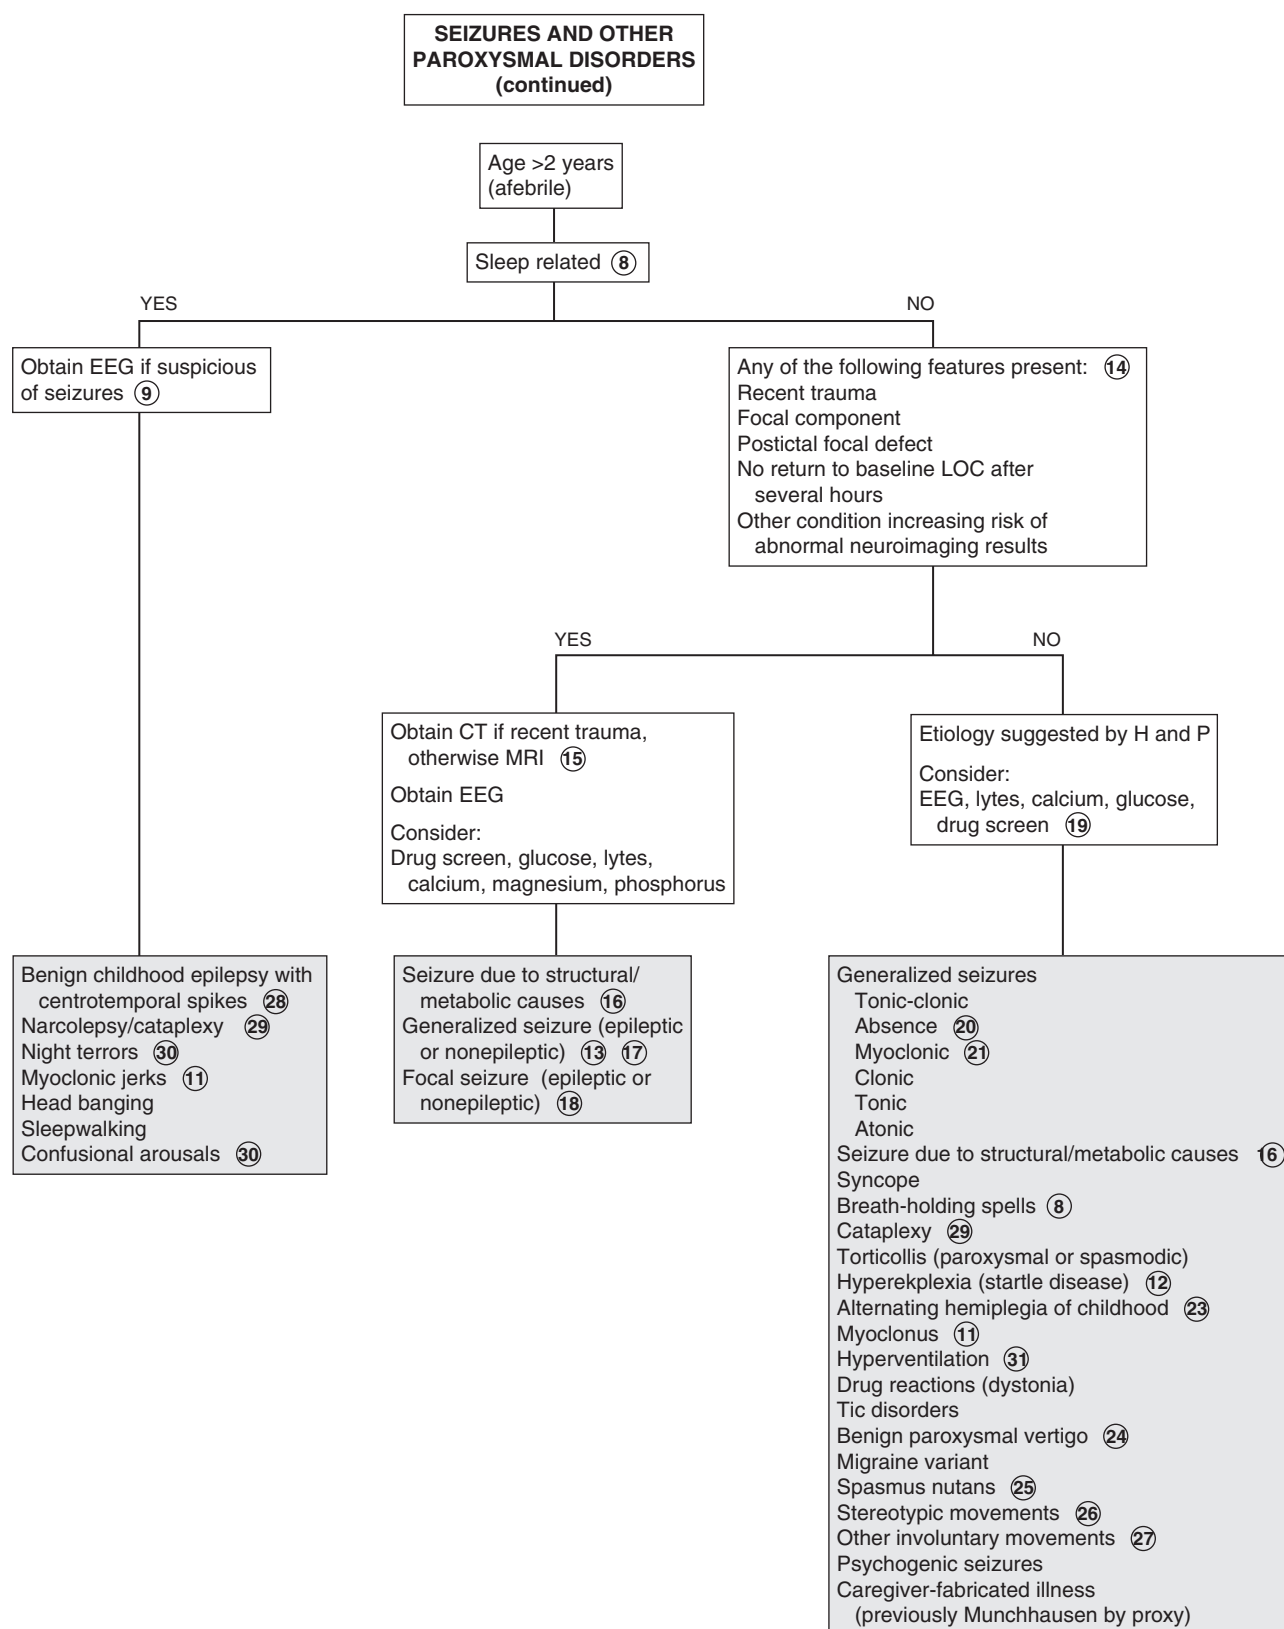 SEIZURES AND OTHER
PAROXYSMAL DISORDERS
(continued)
Age >2 years
(afebrile)
Sleep related 8
YES
NO
Obtain EEG if suspicious
of seizures 9
Any of the following features present: 14
Recent trauma
Focal component
Postictal focal defect
No return to baseline LOC after
several hours
Other condition increasing risk of
abnormal neuroimaging results
YES
NO
Obtain CT if recent trauma,
otherwise MRI 15
Obtain EEG
Consider:
Drug screen, glucose, lytes,
calcium, magnesium, phosphorus
Etiology suggested by H and P
Consider:
EEG, lytes, calcium, glucose,
drug screen 19
Benign childhood epilepsy with
centrotemporal spikes 28
Narcolepsy/cataplexy 29
Night terrors 30
Myoclonic jerks 11
Head banging
Sleepwalking
Confusional arousals 30
Seizure due to structural/
metabolic causes 16
Generalized seizure (epileptic
or nonepileptic) 13 17
Focal seizure (epileptic or
nonepileptic) 18
Generalized seizures
Tonic-clonic
Absence 20
Myoclonic 21
Clonic
Tonic
Atonic
Seizure due to structural/metabolic causes 16
Syncope
Breath-holding spells 8
Cataplexy 29
Torticollis (paroxysmal or spasmodic)
Hyperekplexia (startle disease) 12
Alternating hemiplegia of childhood 23
Myoclonus 11
Hyperventilation 31
Drug reactions (dystonia)
Tic disorders
Benign paroxysmal vertigo 24
Migraine variant
Spasmus nutans 25
Stereotypic movements 26
Other involuntary movements 27
Psychogenic seizures
Caregiver-fabricated illness
(previously Munchhausen by proxy)